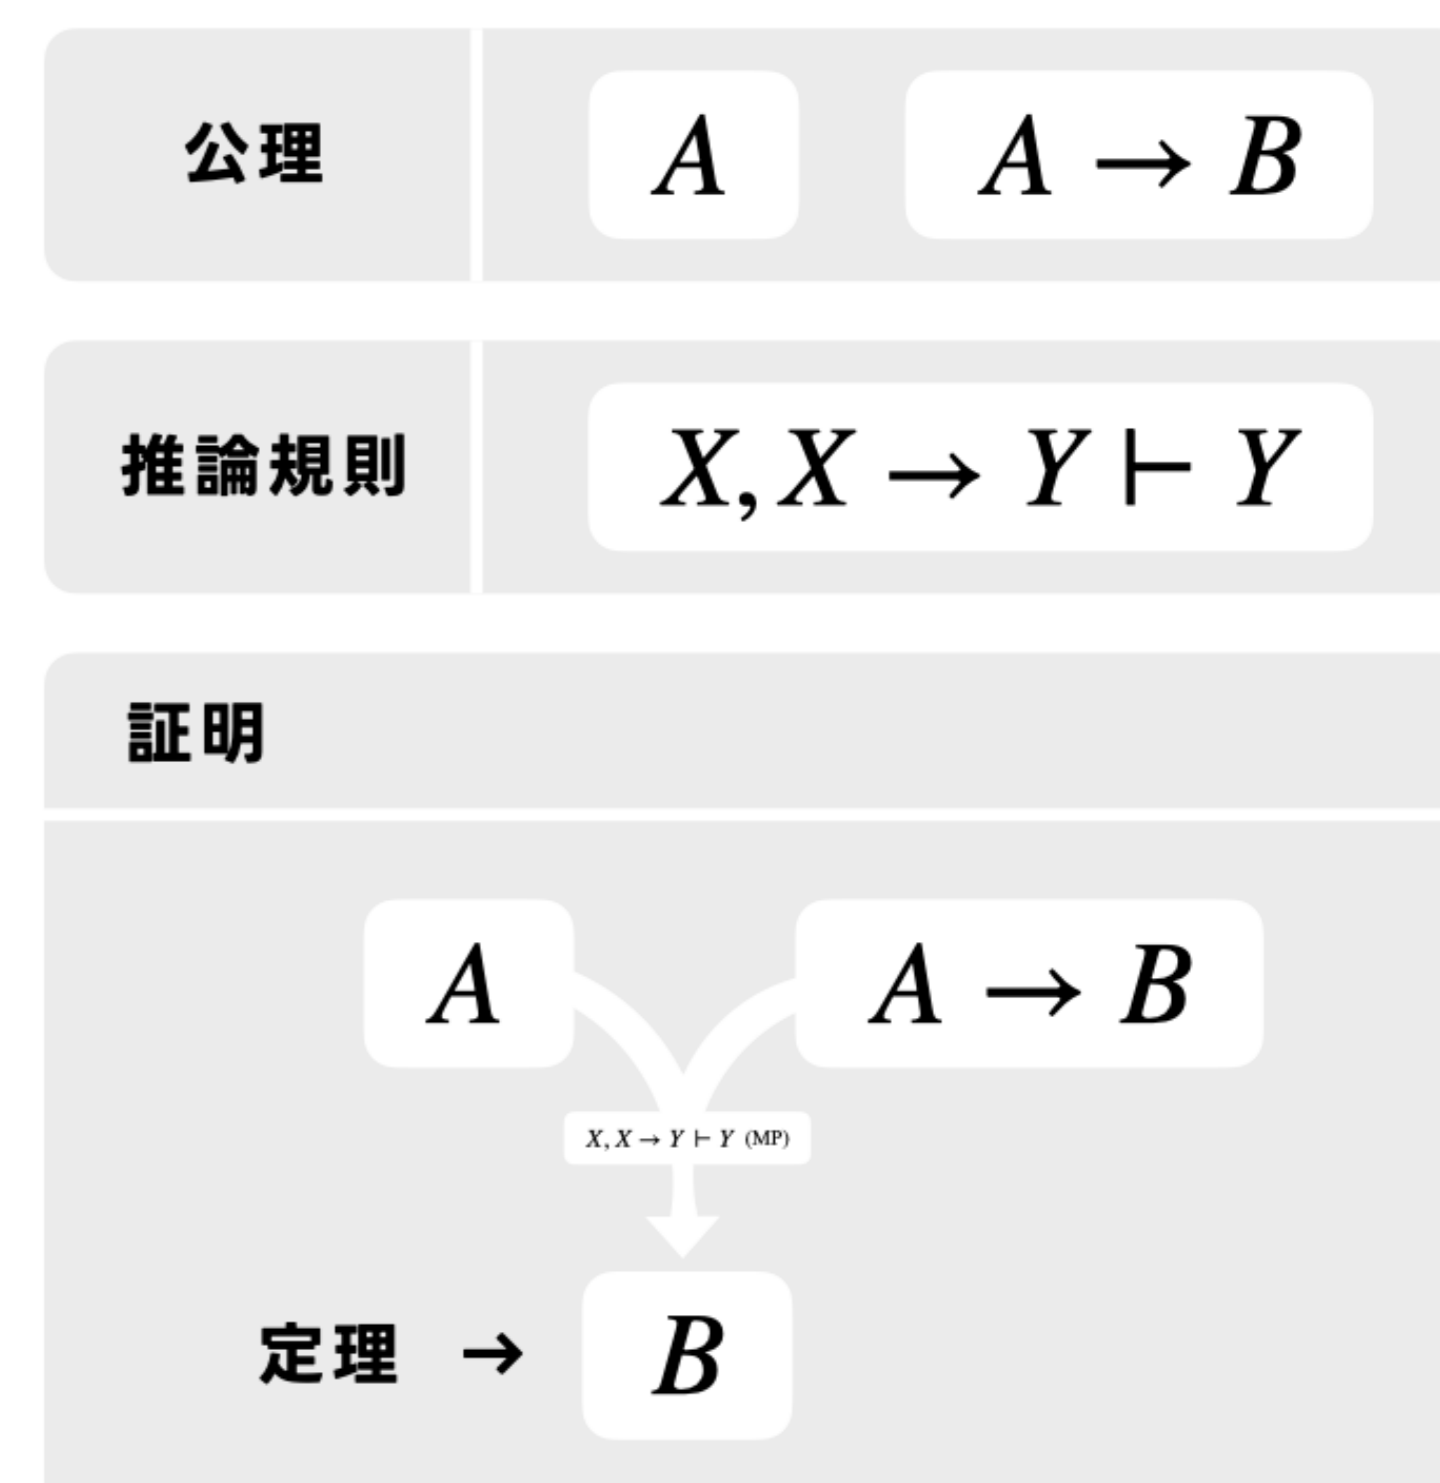 公理 A A → B
推論規則 X, X → Y ⊢ Y
証明
A A → B
X, X → Y ⊢ Y (MP)
定理 → B